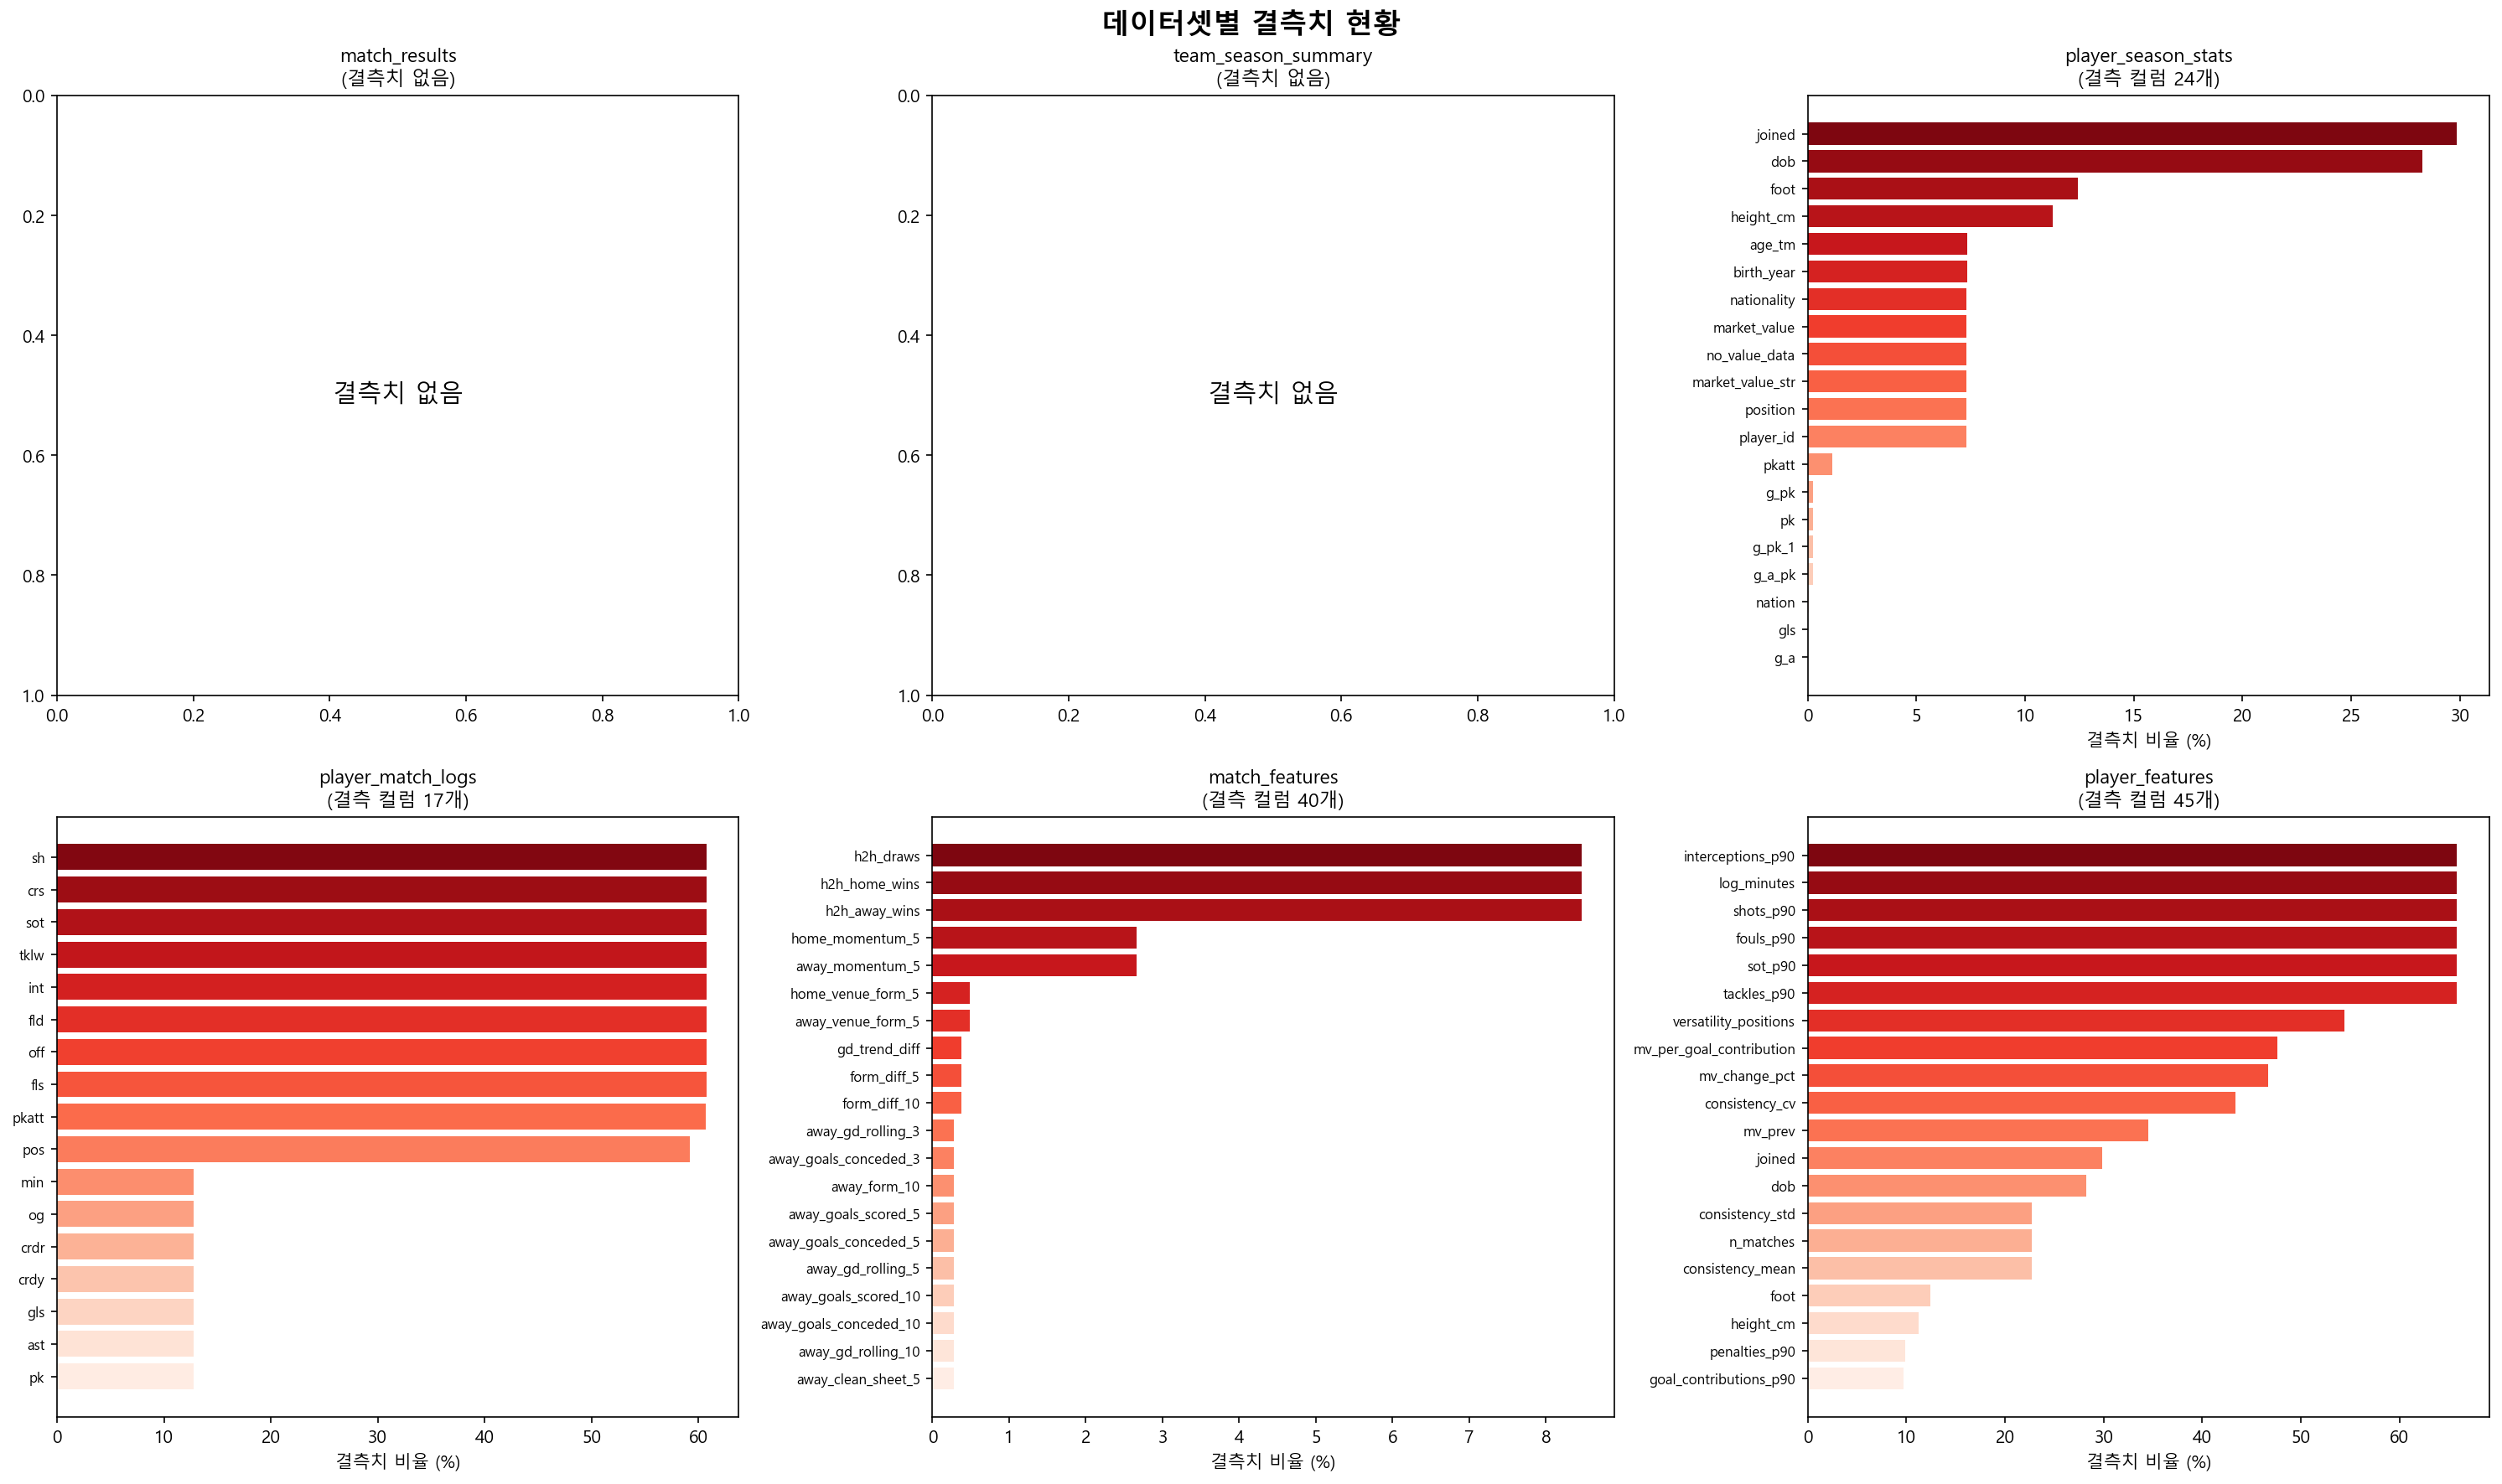 데이터셋별 결측치 현황
match_results
(결측치 없음)
0.0
0.2
0.4
0.6
0.8
1.0
결측치 없음
0.0 0.2 0.4 0.6 0.8 1.0
team_season_summary
(결측치 없음)
0.0
0.2
0.4
0.6
0.8
1.0
결측치 없음
0.0 0.2 0.4 0.6 0.8 1.0
player_season_stats
(결측 컬럼 24개)
joined
dob
foot
height_cm
age_tm
birth_year
nationality
market_value
no_value_data
market_value_str
position
player_id
pkatt
g_pk
pk
g_pk_1
g_a_pk
nation
gls
g_a
0 5 10 15 20 25 30
결측치 비율 (%)
player_match_logs
(결측 컬럼 17개)
sh
crs
sot
tklw
int
fld
off
fls
pkatt
pos
min
og
crdr
crdy
gls
ast
pk
0 10 20 30 40 50 60
결측치 비율 (%)
match_features
(결측 컬럼 40개)
h2h_draws
h2h_home_wins
h2h_away_wins
home_momentum_5
away_momentum_5
home_venue_form_5
away_venue_form_5
gd_trend_diff
form_diff_5
form_diff_10
away_gd_rolling_3
away_goals_conceded_3
away_form_10
away_goals_scored_5
away_goals_conceded_5
away_gd_rolling_5
away_goals_scored_10
away_goals_conceded_10
away_gd_rolling_10
away_clean_sheet_5
0 1 2 3 4 5 6 7 8
결측치 비율 (%)
player_features
(결측 컬럼 45개)
interceptions_p90
log_minutes
shots_p90
fouls_p90
sot_p90
tackles_p90
versatility_positions
mv_per_goal_contribution
mv_change_pct
consistency_cv
mv_prev
joined
dob
consistency_std
n_matches
consistency_mean
foot
height_cm
penalties_p90
goal_contributions_p90
0 10 20 30 40 50 60
결측치 비율 (%)